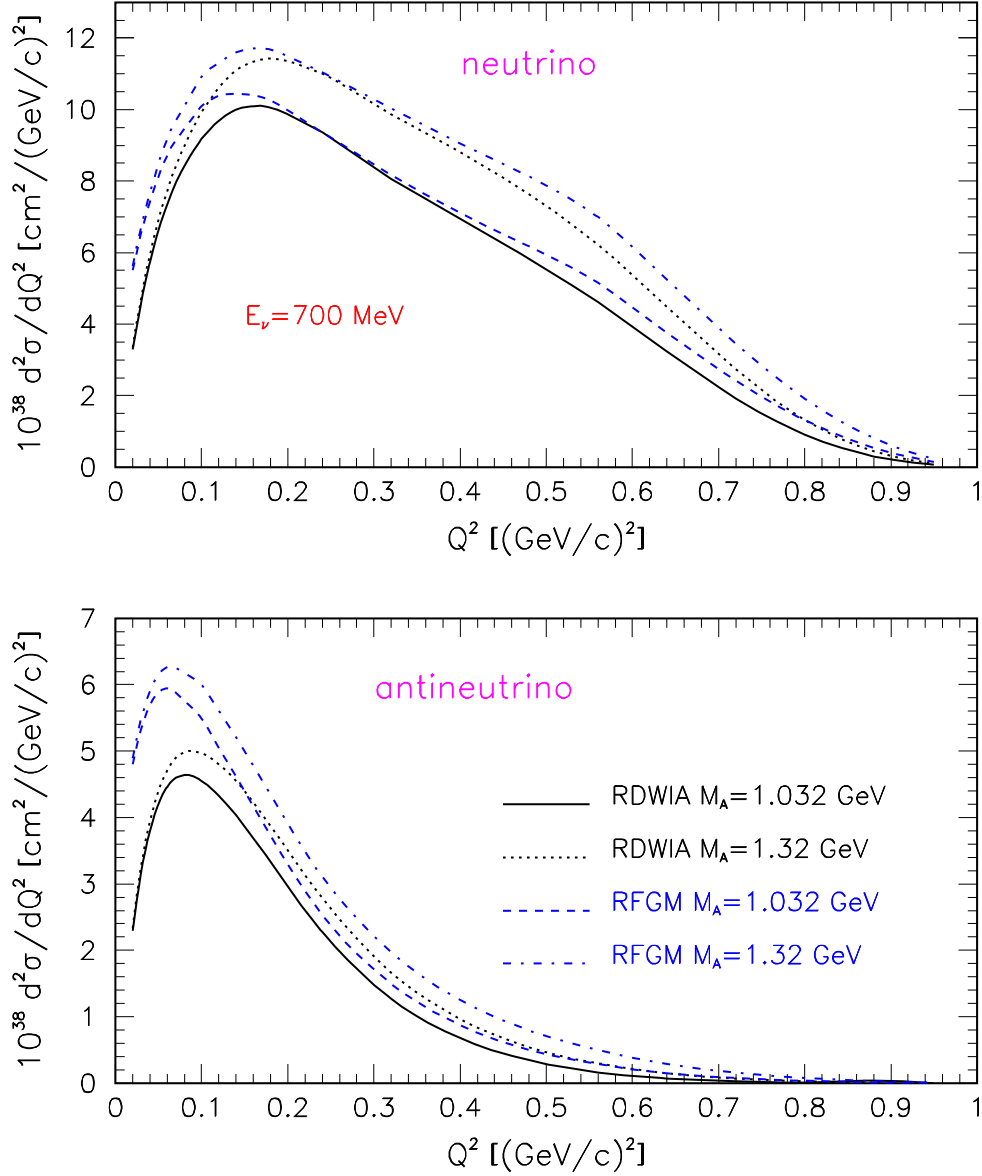 12
10
8
6
4
2
0
10³⁸ d²σ/dQ² [cm²/(GeV/c)²]
neutrino
Eᵥ=700 MeV
0 0.1 0.2 0.3 0.4 0.5 0.6 0.7 0.8 0.9 1
Q² [(GeV/c)²]
7
6
5
4
3
2
1
0
10³⁸ d²σ/dQ² [cm²/(GeV/c)²]
antineutrino
RDWIA M_A=1.032 GeV
RDWIA M_A=1.32 GeV
RFGM M_A=1.032 GeV
RFGM M_A=1.32 GeV
0 0.1 0.2 0.3 0.4 0.5 0.6 0.7 0.8 0.9 1
Q² [(GeV/c)²]